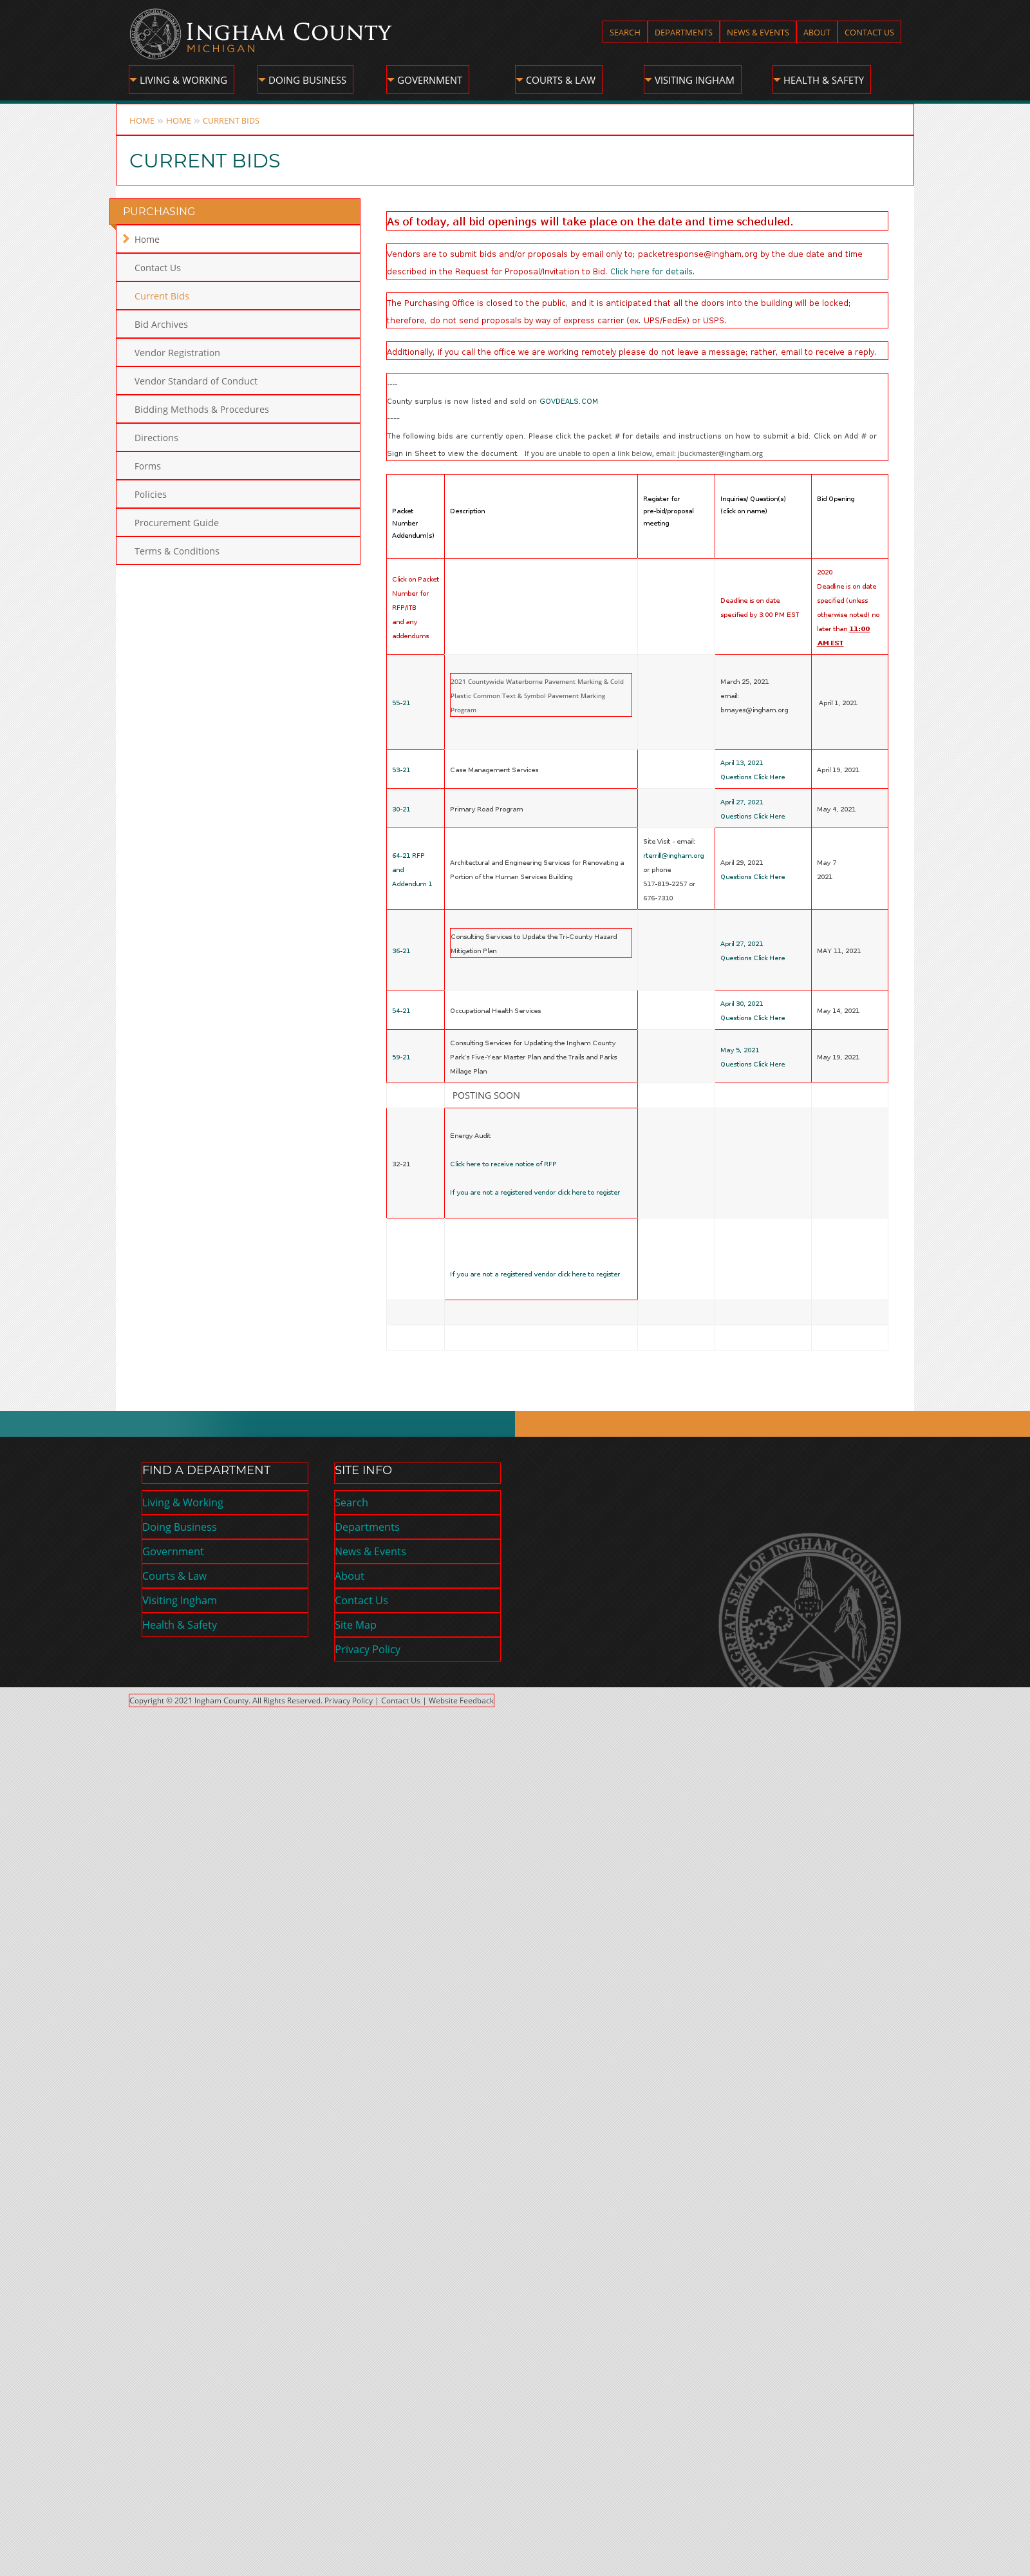 INGHAM COUNTY
MICHIGAN
SEARCH
DEPARTMENTS
NEWS & EVENTS
ABOUT
CONTACT US
LIVING & WORKING
DOING BUSINESS
GOVERNMENT
COURTS & LAW
VISITING INGHAM
HEALTH & SAFETY
HOME » HOME » CURRENT BIDS
CURRENT BIDS
PURCHASING
Home
Contact Us
Current Bids
Bid Archives
Vendor Registration
Vendor Standard of Conduct
Bidding Methods & Procedures
Directions
Forms
Policies
Procurement Guide
Terms & Conditions
As of today, all bid openings will take place on the date and time scheduled.
Vendors are to submit bids and/or proposals by email only to; packetresponse@ingham.org by the due date and time
described in the Request for Proposal/Invitation to Bid. Click here for details.
The Purchasing Office is closed to the public, and it is anticipated that all the doors into the building will be locked;
therefore, do not send proposals by way of express carrier (ex. UPS/FedEx) or USPS.
Additionally, if you call the office we are working remotely please do not leave a message; rather, email to receive a reply.
----
County surplus is now listed and sold on GOVDEALS.COM
----
The following bids are currently open. Please click the packet # for details and instructions on how to submit a bid. Click on Add # or
Sign in Sheet to view the document. If you are unable to open a link below, email: jbuckmaster@ingham.org
Packet
Number
Addendum(s)
Description
Register for
pre-bid/proposal
meeting
Inquiries/ Question(s)
(click on name)
Bid Opening
Click on Packet
Number for
RFP/ITB
and any
addendums
Deadline is on date
specified by 3:00 PM EST
2020
Deadline is on date
specified (unless
otherwise noted) no
later than 11:00
AM EST
55-21
2021 Countywide Waterborne Pavement Marking & Cold
Plastic Common Text & Symbol Pavement Marking
Program
March 25, 2021
email:
bmayes@ingham.org
April 1, 2021
53-21
Case Management Services
April 13, 2021
Questions Click Here
April 19, 2021
30-21
Primary Road Program
April 27, 2021
Questions Click Here
May 4, 2021
64-21 RFP
and
Addendum 1
Architectural and Engineering Services for Renovating a
Portion of the Human Services Building
Site Visit - email:
rterrill@ingham.org
or phone
517-819-2257 or
676-7310
April 29, 2021
Questions Click Here
May 7
2021
36-21
Consulting Services to Update the Tri-County Hazard
Mitigation Plan
April 27, 2021
Questions Click Here
MAY 11, 2021
54-21
Occupational Health Services
April 30, 2021
Questions Click Here
May 14, 2021
59-21
Consulting Services for Updating the Ingham County
Park's Five-Year Master Plan and the Trails and Parks
Millage Plan
May 5, 2021
Questions Click Here
May 19, 2021
POSTING SOON
32-21
Energy Audit
Click here to receive notice of RFP
If you are not a registered vendor click here to register
If you are not a registered vendor click here to register
FIND A DEPARTMENT
Living & Working
Doing Business
Government
Courts & Law
Visiting Ingham
Health & Safety
SITE INFO
Search
Departments
News & Events
About
Contact Us
Site Map
Privacy Policy
GREAT SEAL OF INGHAM COUNTY, MICHIGAN
Copyright © 2021 Ingham County. All Rights Reserved. Privacy Policy | Contact Us | Website Feedback